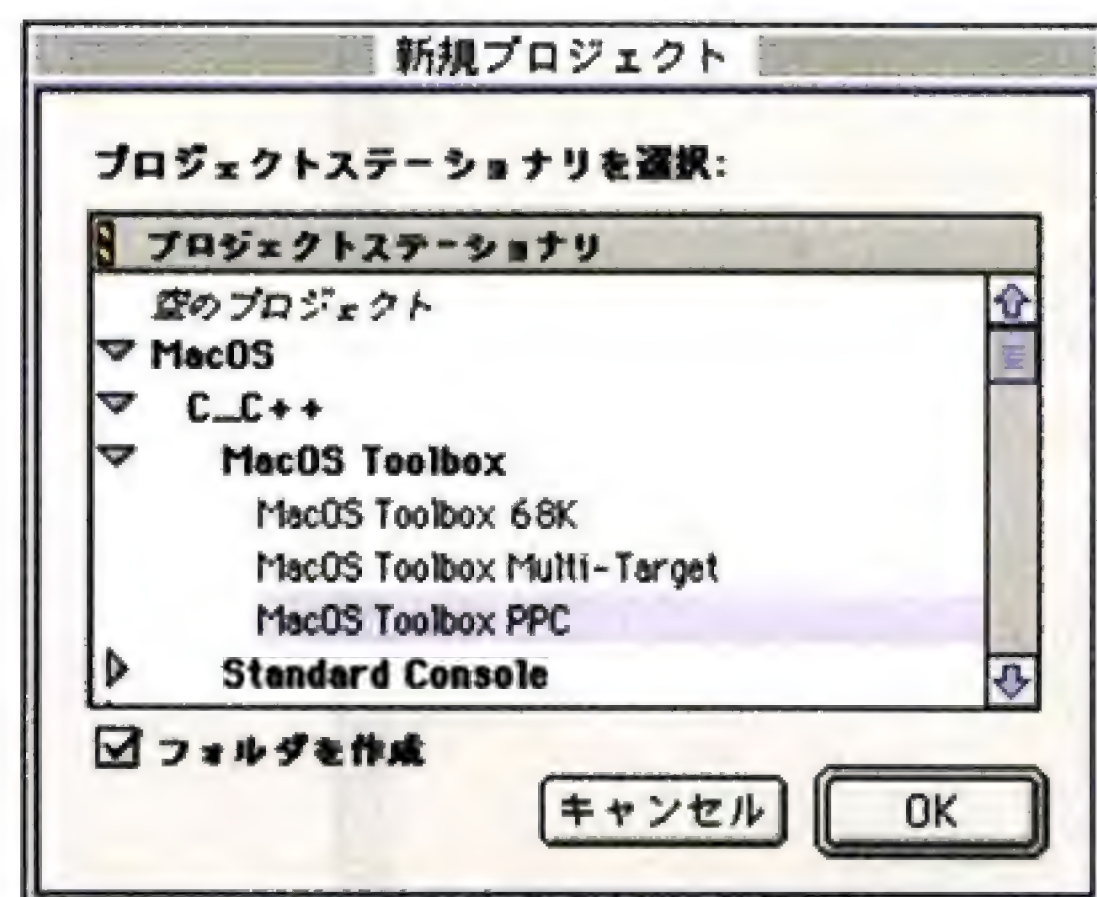 新規プロジェクト
プロジェクトステーショナリを選択:
プロジェクトステーショナリ
空のプロジェクト
MacOS
C_C++
MacOS Toolbox
MacOS Toolbox 68K
MacOS Toolbox Multi-Target
MacOS Toolbox PPC
Standard Console
フォルダを作成
キャンセル
OK